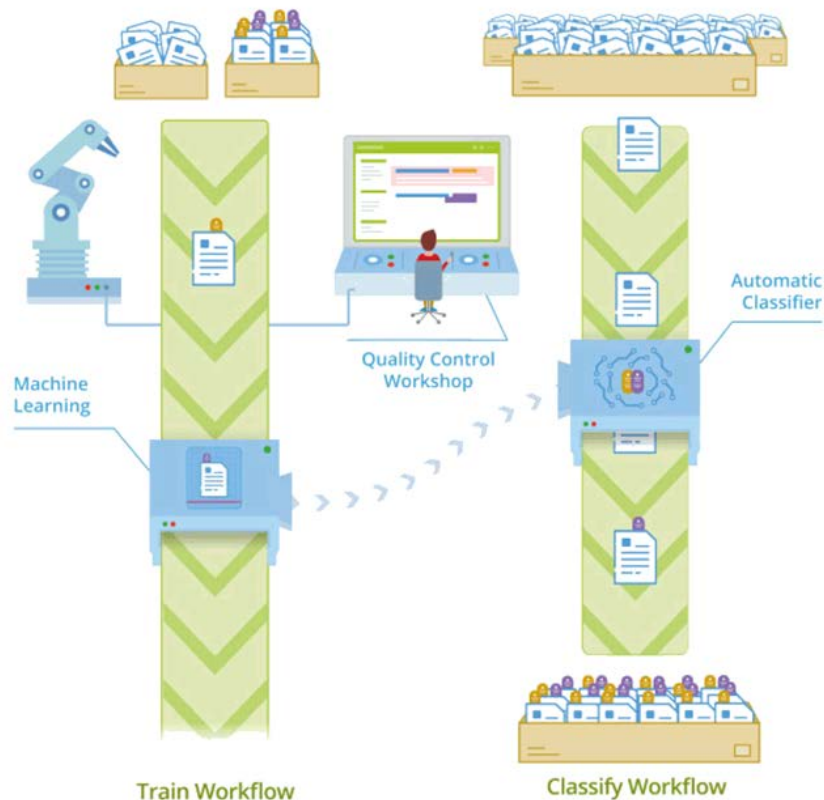 Automatic
Classifier
Quality Control
Workshop
Machine
Learning
Train Workflow
Classify Workflow